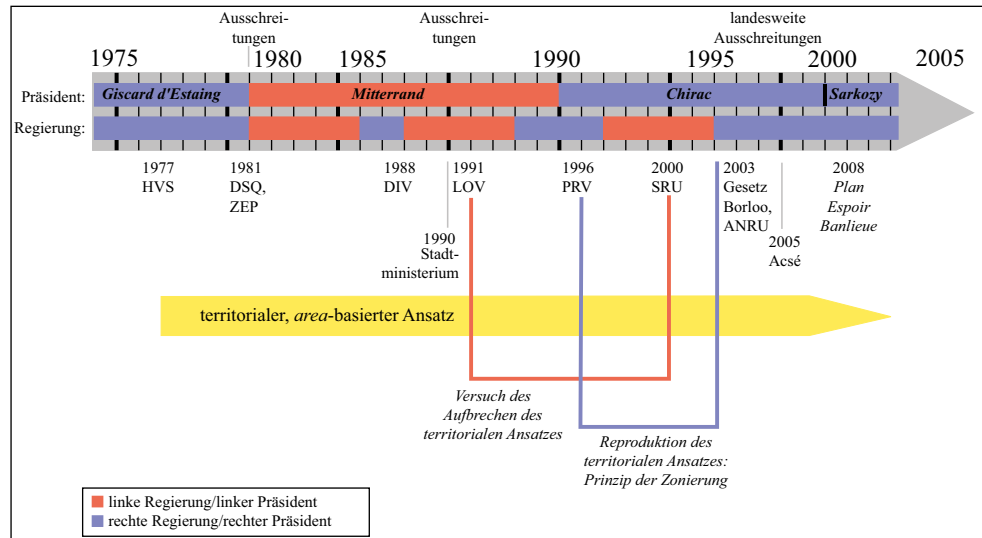 Ausschrei-
tungen
Ausschrei-
tungen
landesweite
Ausschreitungen
1975 1980 1985 1990 1995 2000 2005
Präsident: Giscard d'Estaing Mitterrand Chirac Sarkozy
Regierung:
1977
HVS
1981
DSQ,
ZEP
1988
DIV
1991
LOV
1996
PRV
2000
SRU
2003
Gesetz
Borloo,
ANRU
2008
Plan
Espoir
Banlieue
1990
Stadt-
ministerium
2005
Acsé
territorialer, area-basierter Ansatz
Versuch des
Aufbrechen des
territorialen Ansatzes
Reproduktion des
territorialen Ansatzes:
Prinzip der Zonierung
linke Regierung/linker Präsident
rechte Regierung/rechter Präsident